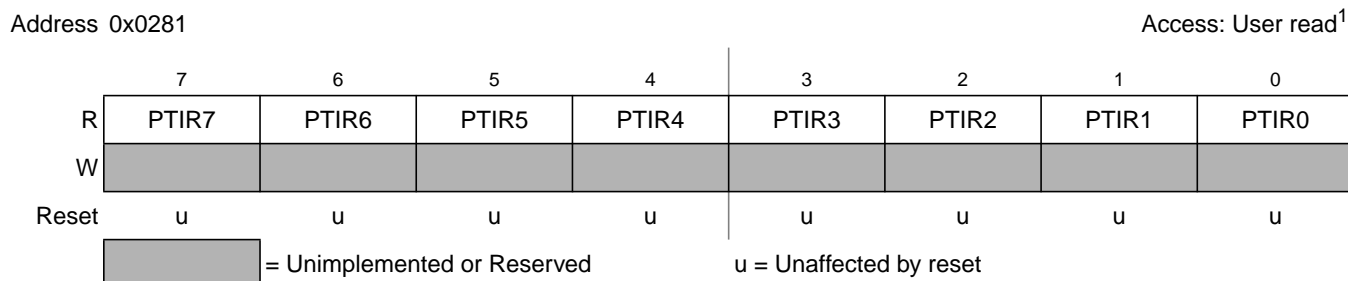 Address 0x0281 Access: User read1
7 6 5 4 3 2 1 0
R PTIR7 PTIR6 PTIR5 PTIR4 PTIR3 PTIR2 PTIR1 PTIR0
W
Reset u u u u u u u u
= Unimplemented or Reserved u = Unaffected by reset